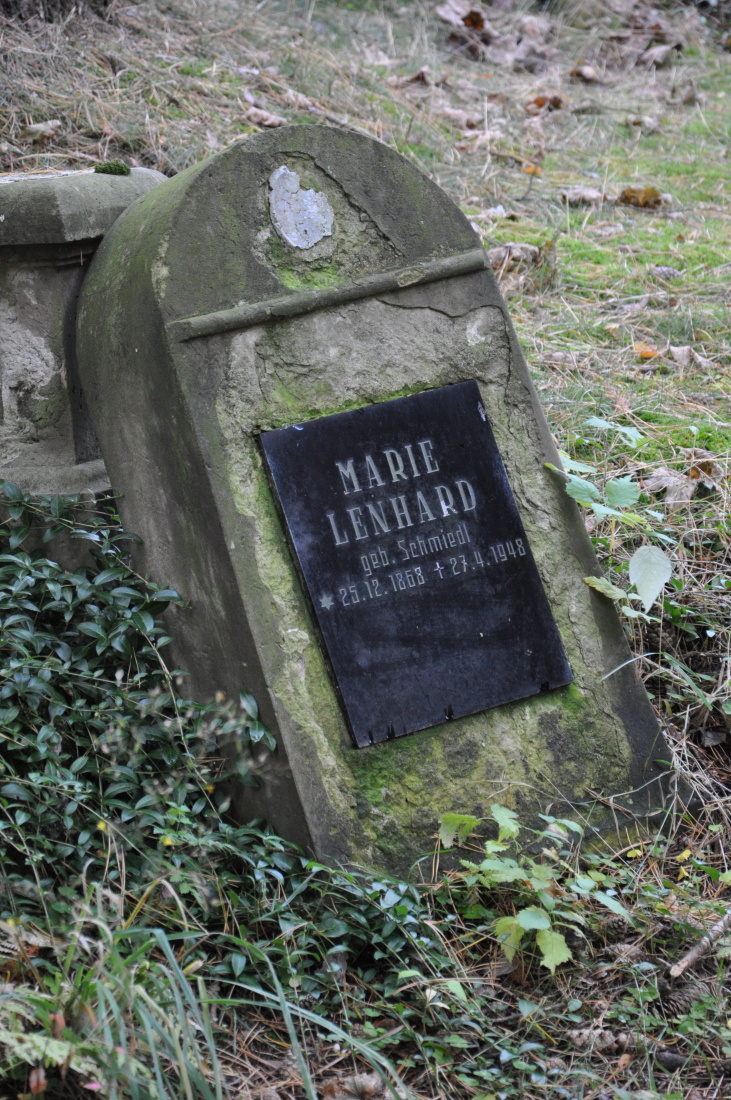 MARIE
LENHARD
geb. Schmiedl
* 25.12.1868 ✝ 27.4.1948